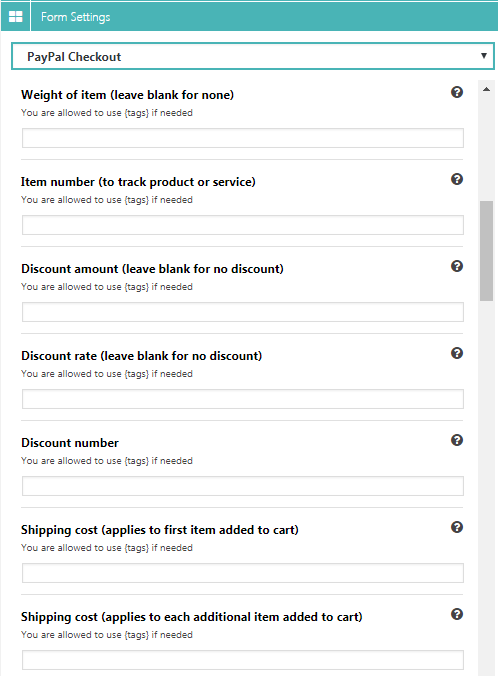 Form Settings
PayPal Checkout
Weight of item (leave blank for none)
You are allowed to use {tags} if needed
Item number (to track product or service)
You are allowed to use {tags} if needed
Discount amount (leave blank for no discount)
You are allowed to use {tags} if needed
Discount rate (leave blank for no discount)
You are allowed to use {tags} if needed
Discount number
You are allowed to use {tags} if needed
Shipping cost (applies to first item added to cart)
You are allowed to use {tags} if needed
Shipping cost (applies to each additional item added to cart)
You are allowed to use {tags} if needed